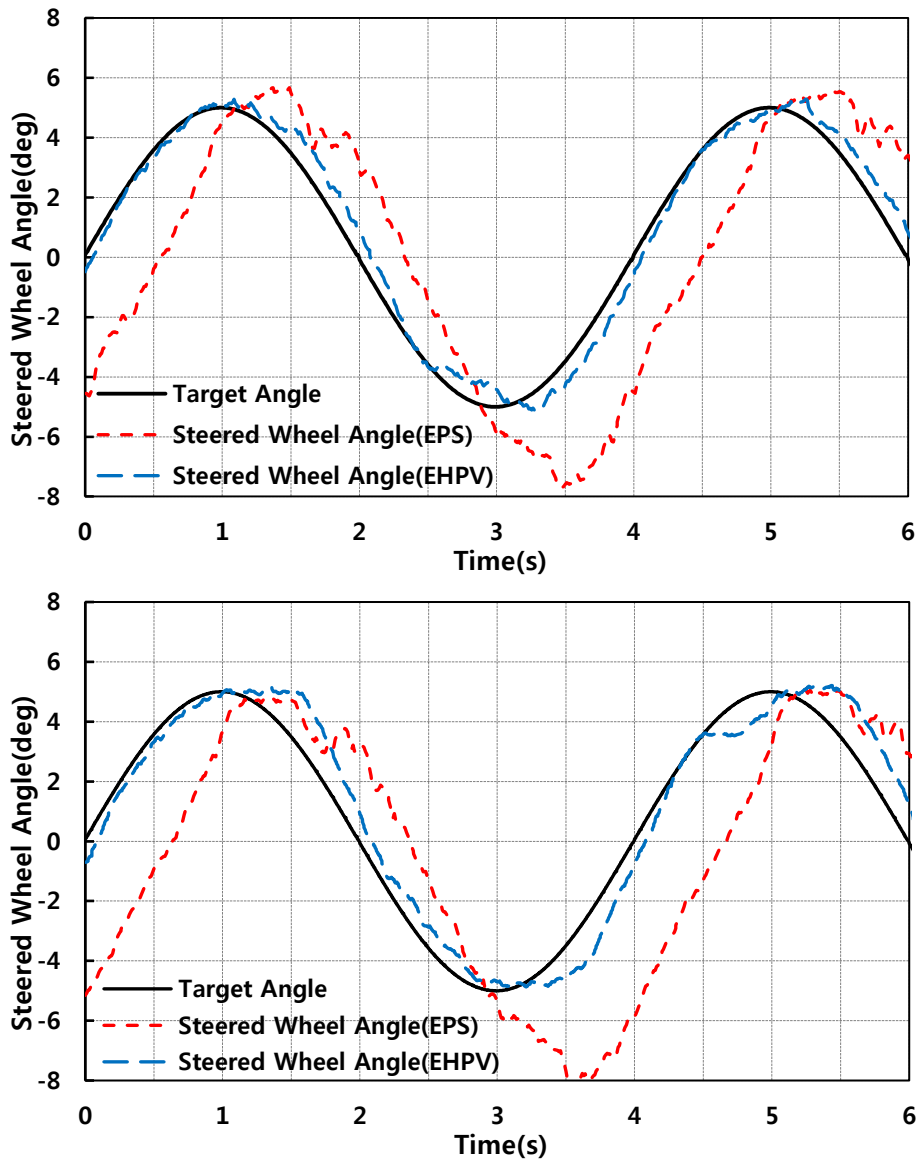 8
6
4
2
0
-2
-4
-6
-8
Steered Wheel Angle(deg)
Target Angle
Steered Wheel Angle(EPS)
Steered Wheel Angle(EHPV)
0 1 2 3 4 5 6
Time(s)
8
6
4
2
0
-2
-4
-6
-8
Steered Wheel Angle(deg)
Target Angle
Steered Wheel Angle(EPS)
Steered Wheel Angle(EHPV)
0 1 2 3 4 5 6
Time(s)